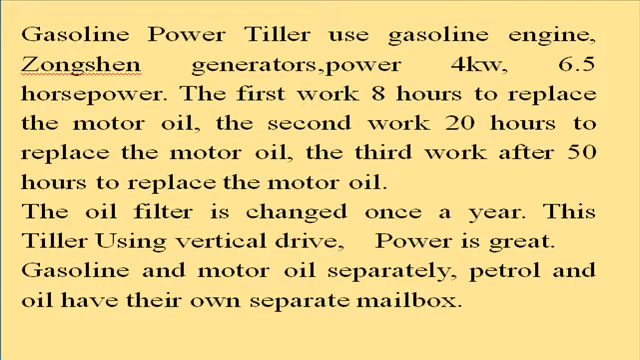 Gasoline Power Tiller use gasoline engine,
Zongshen generators,power 4kw, 6.5
horsepower. The first work 8 hours to replace
the motor oil, the second work 20 hours to
replace the motor oil, the third work after 50
hours to replace the motor oil.
The oil filter is changed once a year. This
Tiller Using vertical drive, Power is great.
Gasoline and motor oil separately, petrol and
oil have their own separate mailbox.